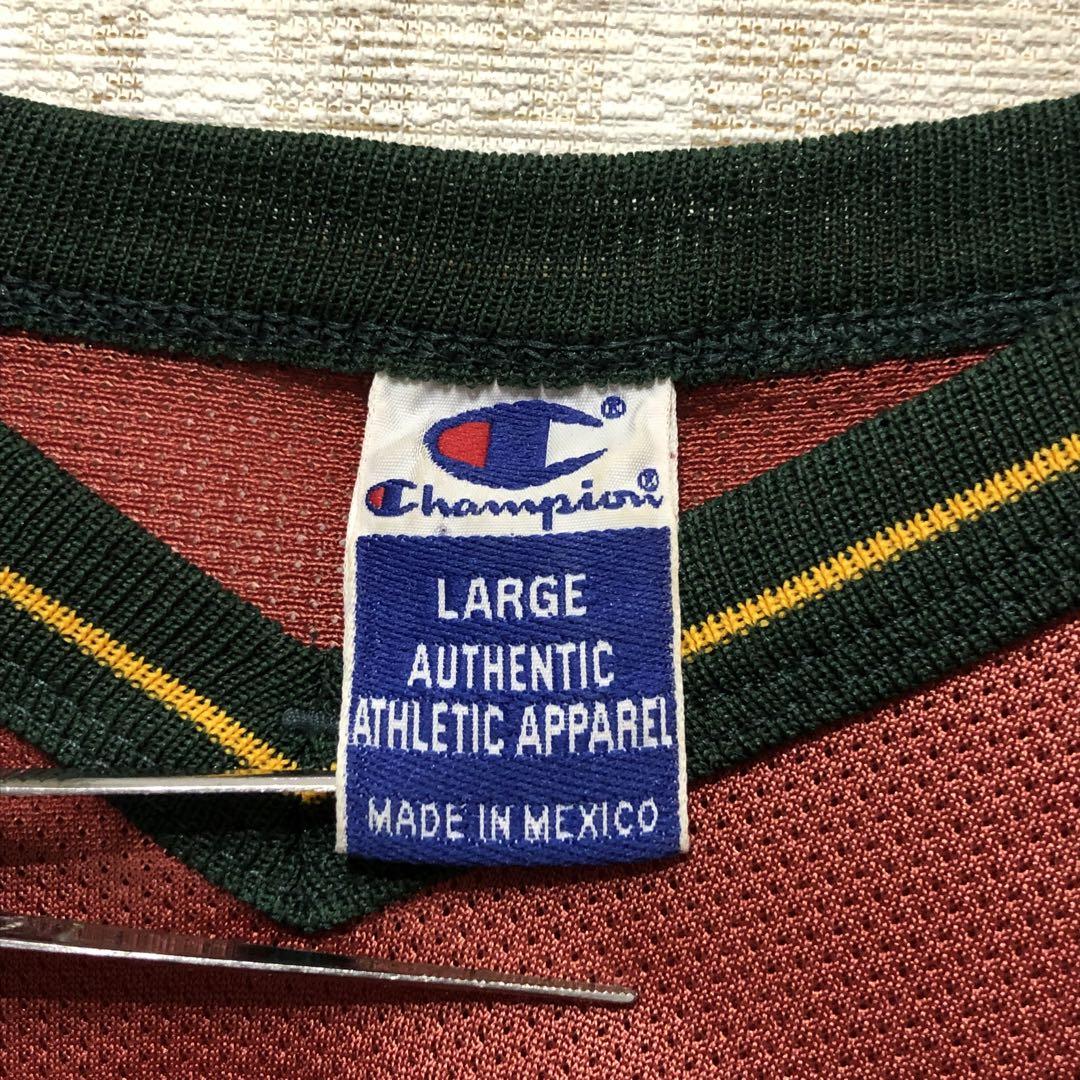 ®
Champion®
LARGE
AUTHENTIC
ATHLETIC APPAREL
MADE IN MEXICO